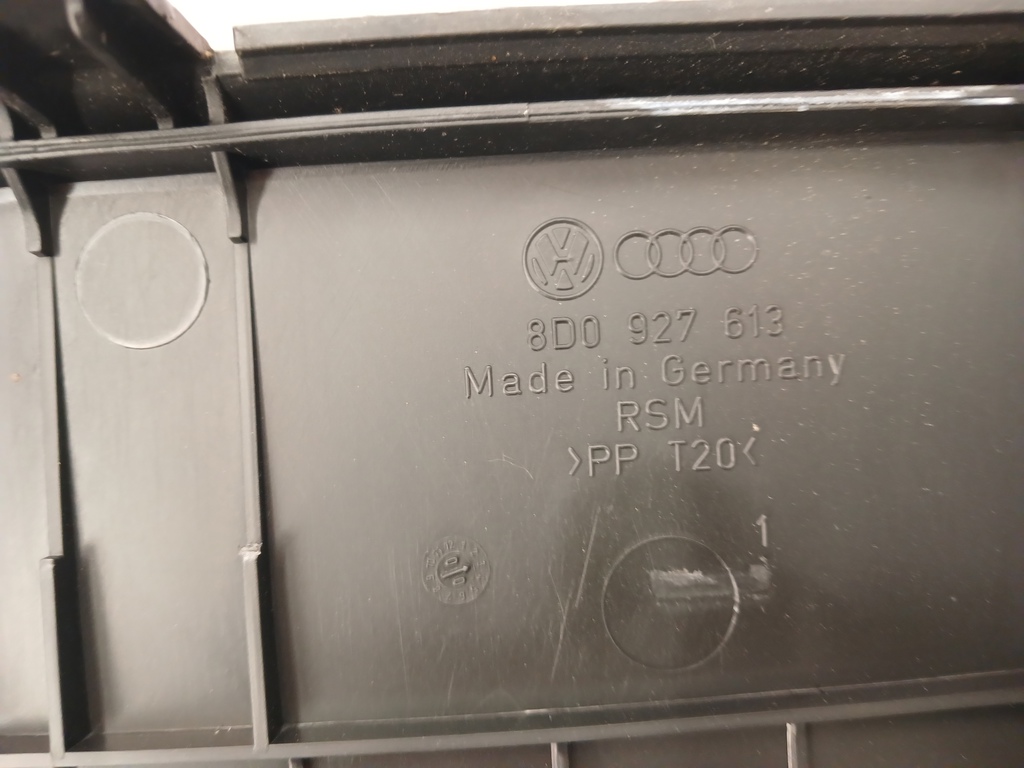 8D0 927 613
Made in Germany
RSM
>PP T20<
1